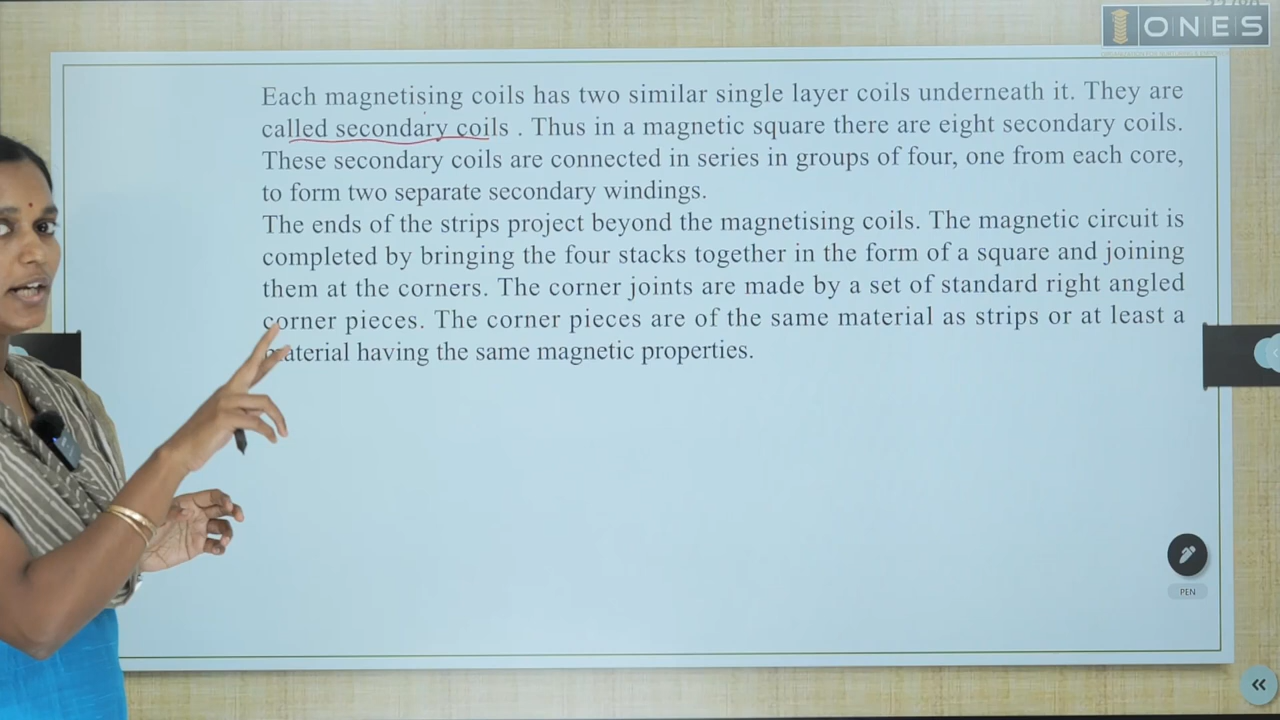 ONES
Each magnetising coils has two similar single layer coils underneath it. They are
called secondary coils . Thus in a magnetic square there are eight secondary coils.
These secondary coils are connected in series in groups of four, one from each core,
to form two separate secondary windings.
The ends of the strips project beyond the magnetising coils. The magnetic circuit is
completed by bringing the four stacks together in the form of a square and joining
them at the corners. The corner joints are made by a set of standard right angled
corner pieces. The corner pieces are of the same material as strips or at least a
material having the same magnetic properties.
PEN